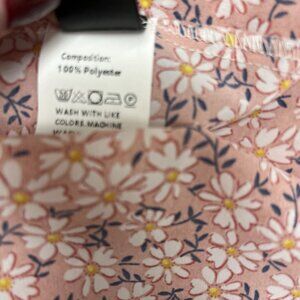 Composition:
100% Polyester
WASH WITH LIKE
COLORS. MACHINE